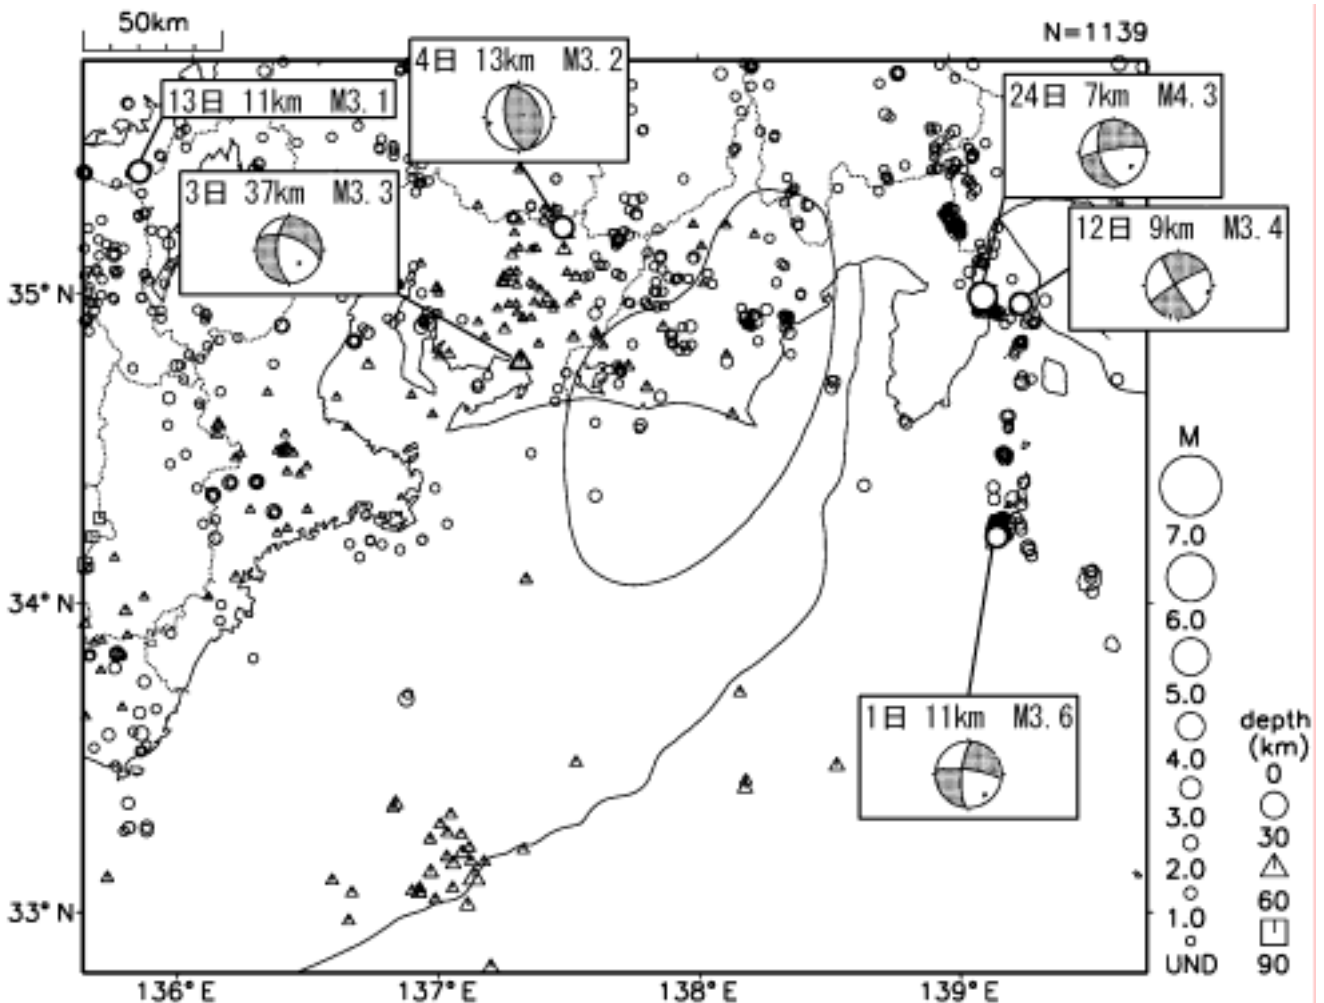 50km
N=1139
4日 13km M3.2
13日 11km M3.1
24日 7km M4.3
3日 37km M3.3
12日 9km M3.4
35°N
34°N
33°N
1日 11km M3.6
M
7.0
6.0
5.0
4.0
3.0
2.0
1.0
UND
depth
(km)
0
30
60
90
136°E
137°E
138°E
139°E